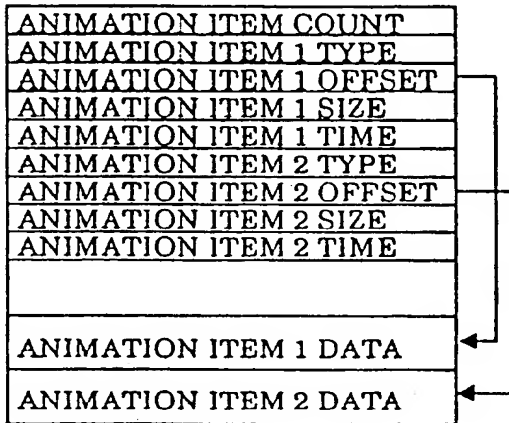 ANIMATION ITEM COUNT
ANIMATION ITEM 1 TYPE
ANIMATION ITEM 1 OFFSET
ANIMATION ITEM 1 SIZE
ANIMATION ITEM 1 TIME
ANIMATION ITEM 2 TYPE
ANIMATION ITEM 2 OFFSET
ANIMATION ITEM 2 SIZE
ANIMATION ITEM 2 TIME
ANIMATION ITEM 1 DATA
ANIMATION ITEM 2 DATA